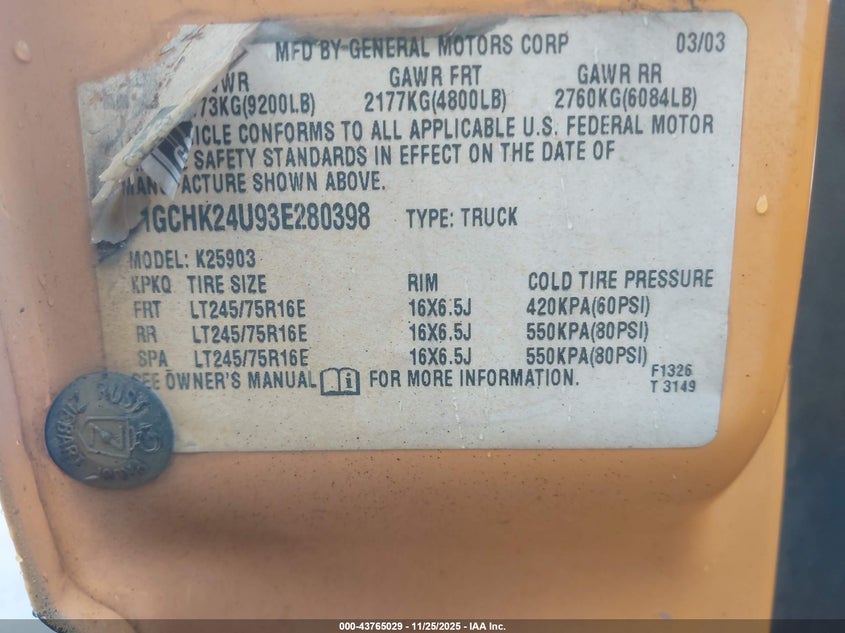 MFD BY GENERAL MOTORS CORP 03/03
GAWR FRT GAWR RR
73KG(9200LB) 2177KG(4800LB) 2760KG(6084LB)
CONFORMS TO ALL APPLICABLE U.S. FEDERAL MOTOR
SAFETY STANDARDS IN EFFECT ON THE DATE OF
MANUFACTURE SHOWN ABOVE.
1GCHK24U93E280398 TYPE: TRUCK
MODEL: K25903
KPKQ TIRE SIZE RIM COLD TIRE PRESSURE
FRT LT245/75R16E 16X6.5J 420KPA(60PSI)
RR LT245/75R16E 16X6.5J 550KPA(80PSI)
SPA LT245/75R16E 16X6.5J 550KPA(80PSI)
SEE OWNER'S MANUAL FOR MORE INFORMATION.
F1326
T 3149
RUST
000-43765029 - 11/25/2025 - IAA Inc.